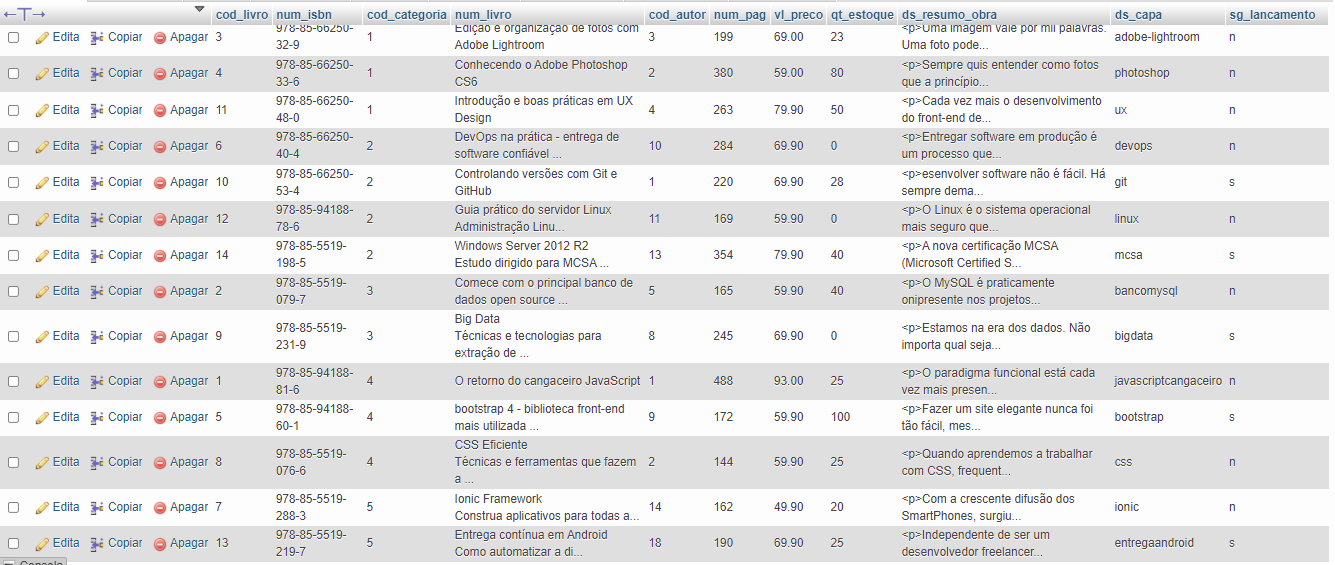 ←T→ cod_livro num_isbn cod_categoria num_livro cod_autor num_pag vl_preco qt_estoque ds_resumo_obra ds_capa sg_lancamento
Edita Copiar Apagar 3 978-85-66250-32-9 1 Edição e organização de fotos com Adobe Lightroom 3 199 69.00 23 <p>Uma imagem vale por mil palavras. Uma foto pode... adobe-lightroom n
Edita Copiar Apagar 4 978-85-66250-33-6 1 Conhecendo o Adobe Photoshop CS6 2 380 59.00 80 <p>Sempre quis entender como fotos que a princípio... photoshop n
Edita Copiar Apagar 11 978-85-66250-48-0 1 Introdução e boas práticas em UX Design 4 263 79.90 50 <p>Cada vez mais o desenvolvimento do front-end de... ux n
Edita Copiar Apagar 6 978-85-66250-40-4 2 DevOps na prática - entrega de software confiável ... 10 284 69.90 0 <p>Entregar software em produção é um processo que... devops n
Edita Copiar Apagar 10 978-85-66250-53-4 2 Controlando versões com Git e GitHub 1 220 69.90 28 <p>esenvolver software não é fácil. Há sempre dema... git s
Edita Copiar Apagar 12 978-85-94188-78-6 2 Guia prático do servidor Linux Administração Linu... 11 169 59.90 0 <p>O Linux é o sistema operacional mais seguro que... linux n
Edita Copiar Apagar 14 978-85-5519-198-5 2 Windows Server 2012 R2 Estudo dirigido para MCSA ... 13 354 79.90 40 <p>A nova certificação MCSA (Microsoft Certified S... mcsa s
Edita Copiar Apagar 2 978-85-5519-079-7 3 Comece com o principal banco de dados open source ... 5 165 59.90 40 <p>O MySQL é praticamente onipresente nos projetos... bancomysql n
Edita Copiar Apagar 9 978-85-5519-231-9 3 Big Data Técnicas e tecnologias para extração de ... 8 245 69.90 0 <p>Estamos na era dos dados. Não importa qual seja... bigdata s
Edita Copiar Apagar 1 978-85-94188-81-6 4 O retorno do cangaceiro JavaScript 1 488 93.00 25 <p>O paradigma funcional está cada vez mais presen... javascriptcangaceiro n
Edita Copiar Apagar 5 978-85-94188-60-1 4 bootstrap 4 - biblioteca front-end mais utilizada ... 9 172 59.90 100 <p>Fazer um site elegante nunca foi tão fácil, mes... bootstrap s
Edita Copiar Apagar 8 978-85-5519-076-6 4 CSS Eficiente Técnicas e ferramentas que fazem a ... 2 144 59.90 25 <p>Quando aprendemos a trabalhar com CSS, frequent... css n
Edita Copiar Apagar 7 978-85-5519-288-3 5 Ionic Framework Construa aplicativos para todas a... 14 162 49.90 20 <p>Com a crescente difusão dos SmartPhones, surgiu... ionic n
Edita Copiar Apagar 13 978-85-5519-219-7 5 Entrega contínua em Android Como automatizar a di... 18 190 69.90 25 <p>Independente de ser um desenvolvedor freelancer... entregaandroid s
Console